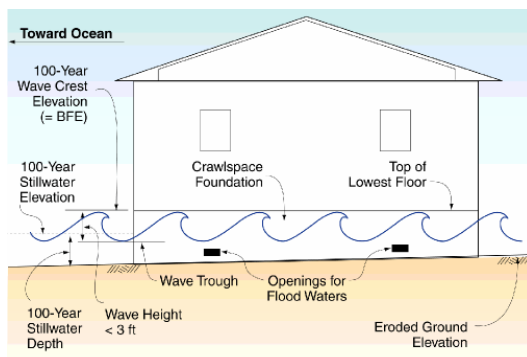 Toward Ocean
100-Year
Wave Crest
Elevation
(= BFE)
100-Year
Stillwater
Elevation
Crawlspace
Foundation
Top of
Lowest Floor
Wave Trough
Openings for
Flood Waters
100-Year
Stillwater
Depth
Wave Height
< 3 ft
Eroded Ground
Elevation